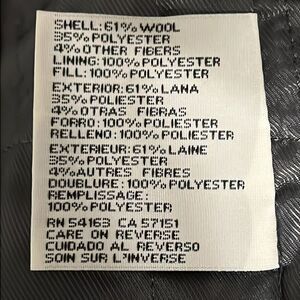 SHELL: 61% WOOL
35% POLYESTER
4% OTHER FIBERS
LINING: 100% POLYESTER
FILL: 100% POLYESTER
EXTERIOR: 61% LANA
35% POLIESTER
4% OTRAS FIBRAS
FORRO: 100% POLIESTER
RELLENO: 100% POLIESTER
EXTERIEUR: 61% LAINE
35% POLYESTER
4% AUTRES FIBRES
DOUBLURE: 100% POLYESTER
REMPLISSAGE:
100% POLYESTER
RN 54163 CA 57151
CARE ON REVERSE
CUIDADO AL REVERSO
SOIN SUR L'INVERSE